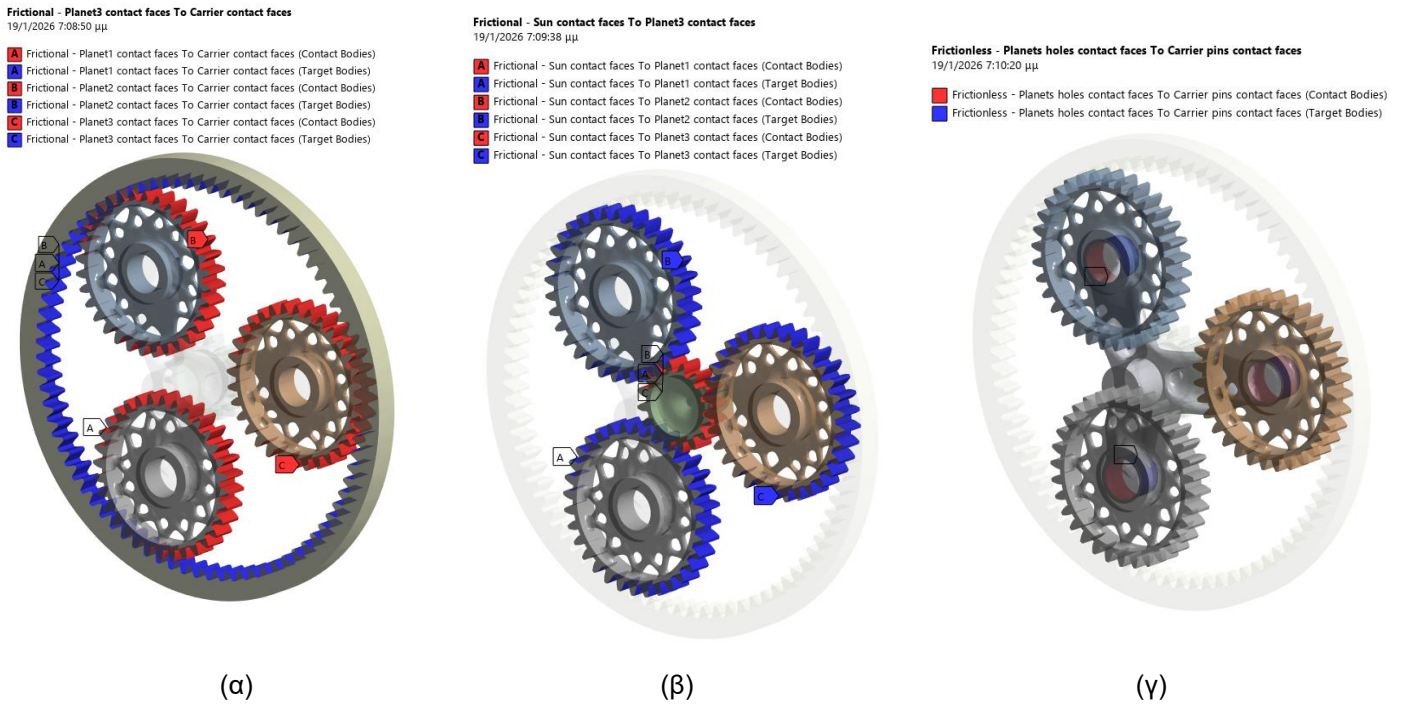 Frictional - Planet3 contact faces To Carrier contact faces
19/1/2026 7:08:50 μμ
A Frictional - Planet1 contact faces To Carrier contact faces (Contact Bodies)
A Frictional - Planet1 contact faces To Carrier contact faces (Target Bodies)
B Frictional - Planet2 contact faces To Carrier contact faces (Contact Bodies)
B Frictional - Planet2 contact faces To Carrier contact faces (Target Bodies)
C Frictional - Planet3 contact faces To Carrier contact faces (Contact Bodies)
C Frictional - Planet3 contact faces To Carrier contact faces (Target Bodies)
B
B
A
C
A
C
(α)
Frictional - Sun contact faces To Planet3 contact faces
19/1/2026 7:09:38 μμ
A Frictional - Sun contact faces To Planet1 contact faces (Contact Bodies)
A Frictional - Sun contact faces To Planet1 contact faces (Target Bodies)
B Frictional - Sun contact faces To Planet2 contact faces (Contact Bodies)
B Frictional - Sun contact faces To Planet2 contact faces (Target Bodies)
C Frictional - Sun contact faces To Planet3 contact faces (Contact Bodies)
C Frictional - Sun contact faces To Planet3 contact faces (Target Bodies)
B
B
A
C
A
C
(β)
Frictionless - Planets holes contact faces To Carrier pins contact faces
19/1/2026 7:10:20 μμ
Frictionless - Planets holes contact faces To Carrier pins contact faces (Contact Bodies)
Frictionless - Planets holes contact faces To Carrier pins contact faces (Target Bodies)
(γ)